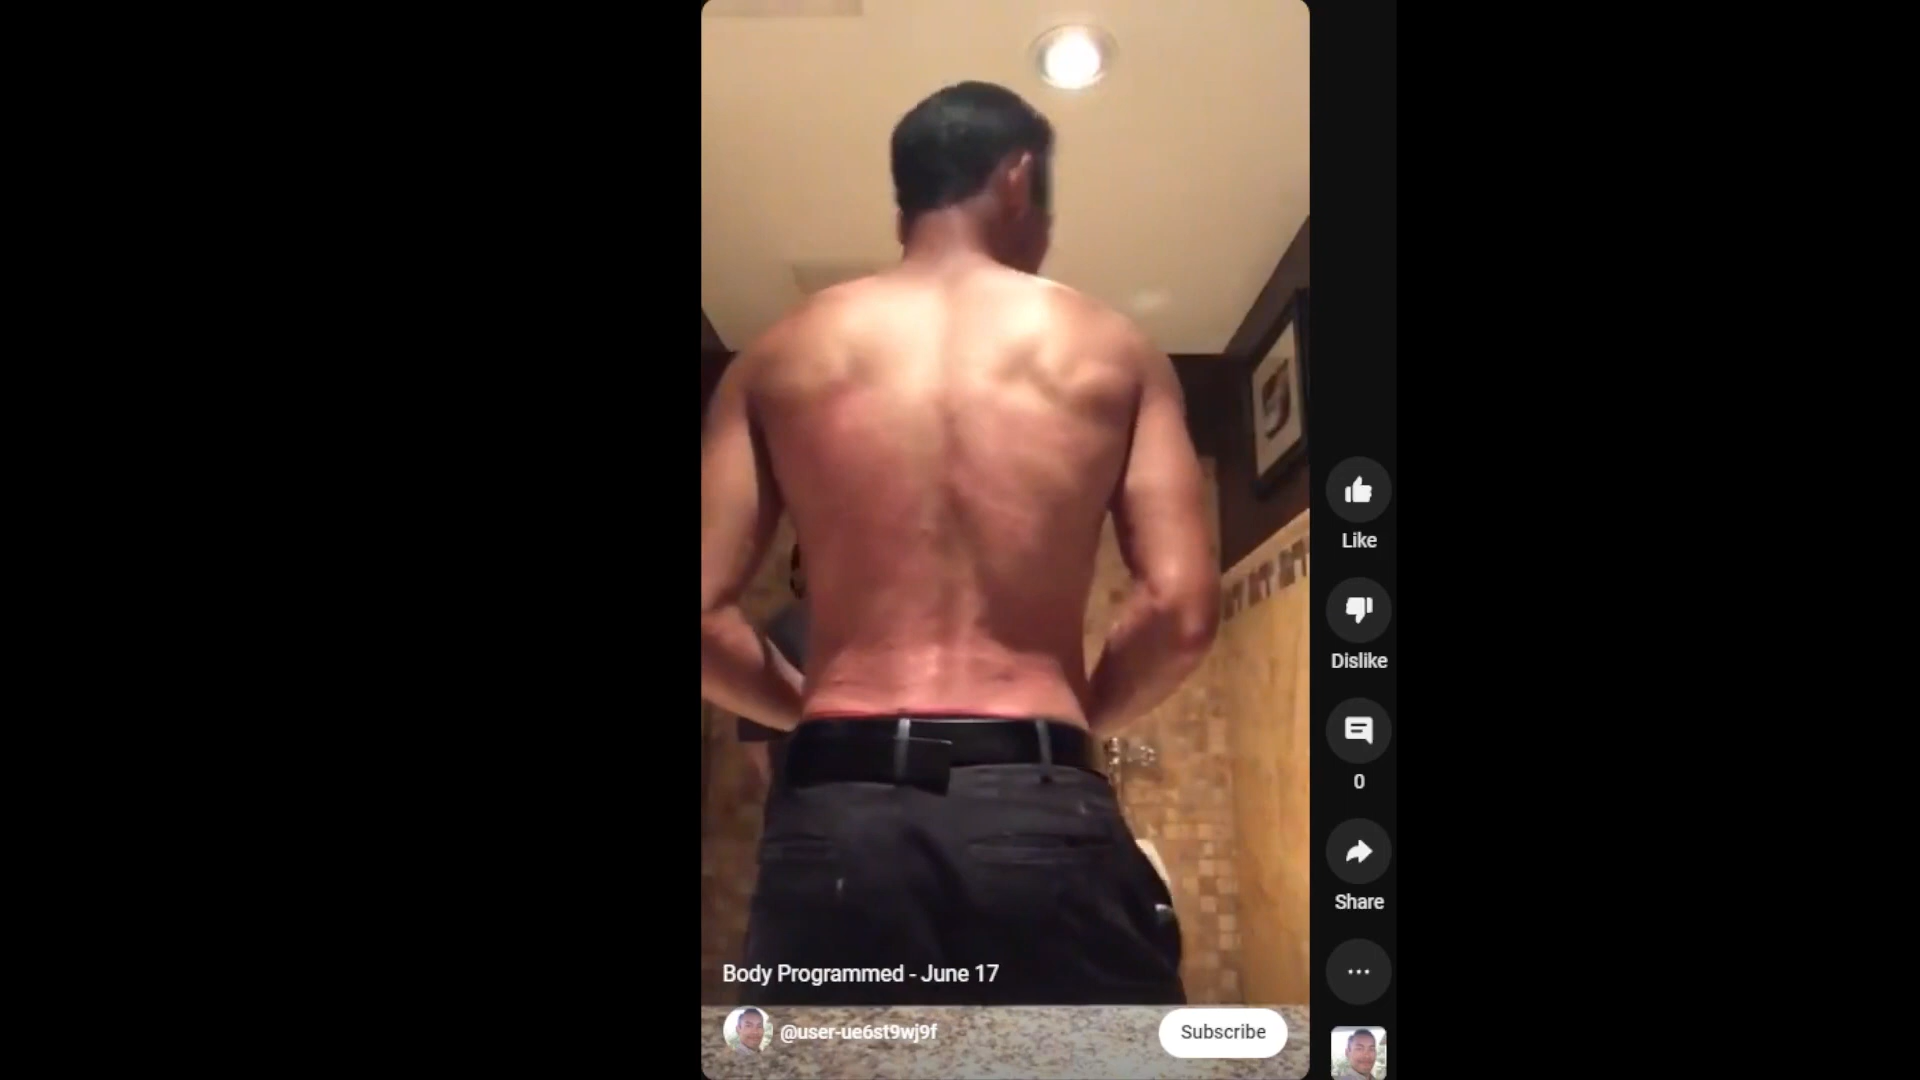 Like
Dislike
0
Share
Body Programmed - June 17
@user-ue6st9wj9f
Subscribe